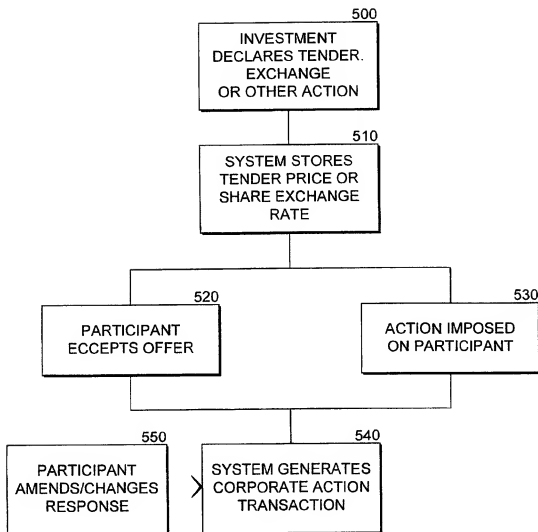 500
INVESTMENT
DECLARES TENDER.
EXCHANGE
OR OTHER ACTION
510
SYSTEM STORES
TENDER PRICE OR
SHARE EXCHANGE
RATE
520
PARTICIPANT
ECCEPTS OFFER
530
ACTION IMPOSED
ON PARTICIPANT
550
PARTICIPANT
AMENDS/CHANGES
RESPONSE
540
SYSTEM GENERATES
CORPORATE ACTION
TRANSACTION